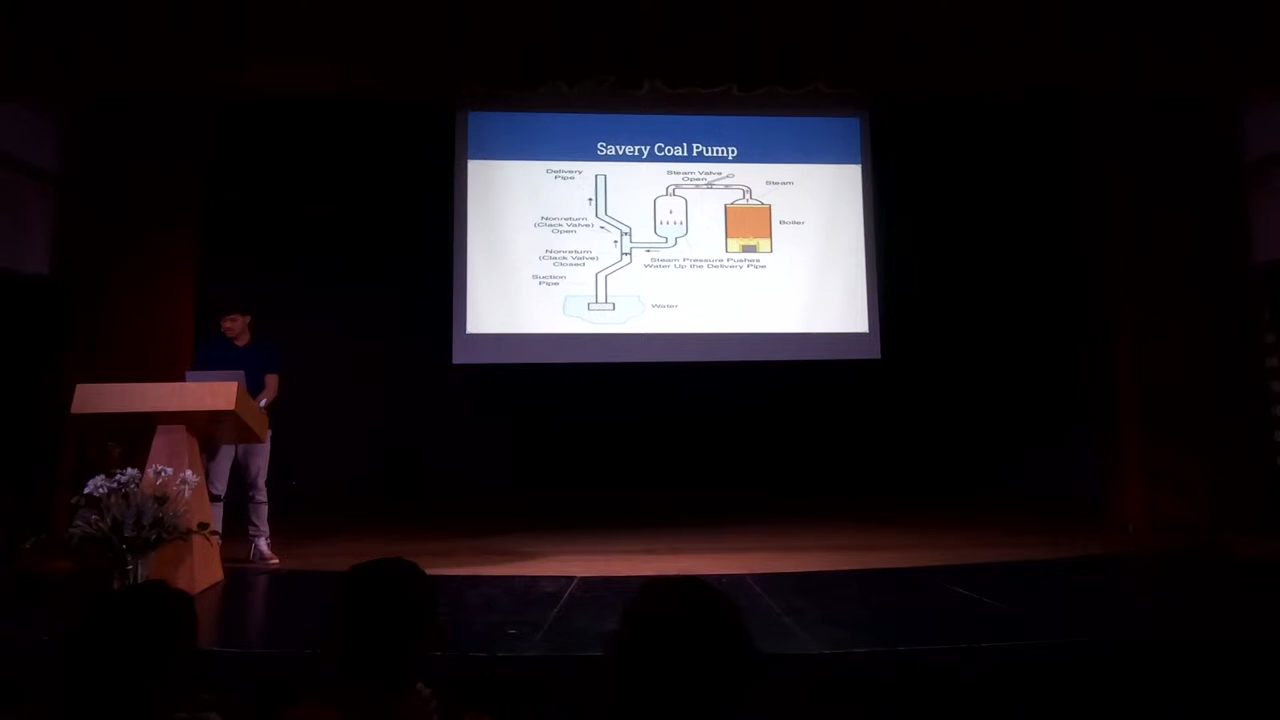 Savery Coal Pump
Delivery
Pipe
Steam Valve
Open
Steam
Nonreturn
(Clack Valve)
Open
Boiler
Nonreturn
(Clack Valve)
Closed
Steam Pressure Pushes
Water Up the Delivery Pipe
Suction
Pipe
Water